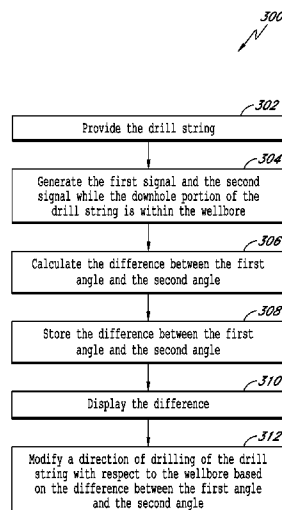 300
302
Provide the drill string
304
Generate the first signal and the second
signal while the downhole portion of the
drill string is within the wellbore
306
Calculate the difference between the first
angle and the second angle
308
Store the difference between the first
angle and the second angle
310
Display the difference
312
Modify a direction of drilling of the drill
string with respect to the wellbore based
on the difference between the first angle
and the second angle